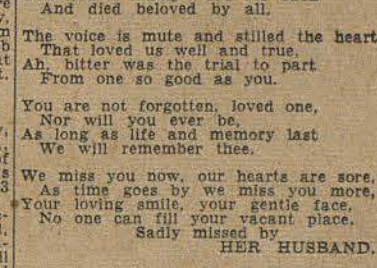 And died beloved by all.
The voice is mute and stilled the heart
That loved us well and true,
Ah, bitter was the trial to part
From one so good as you.
You are not forgotten, loved one,
Nor will you ever be,
As long as life and memory last
We will remember thee.
We miss you now, our hearts are sore,
As time goes by we miss you more,
Your loving smile, your gentle face,
No one can fill your vacant place.
Sadly missed by
HER HUSBAND.